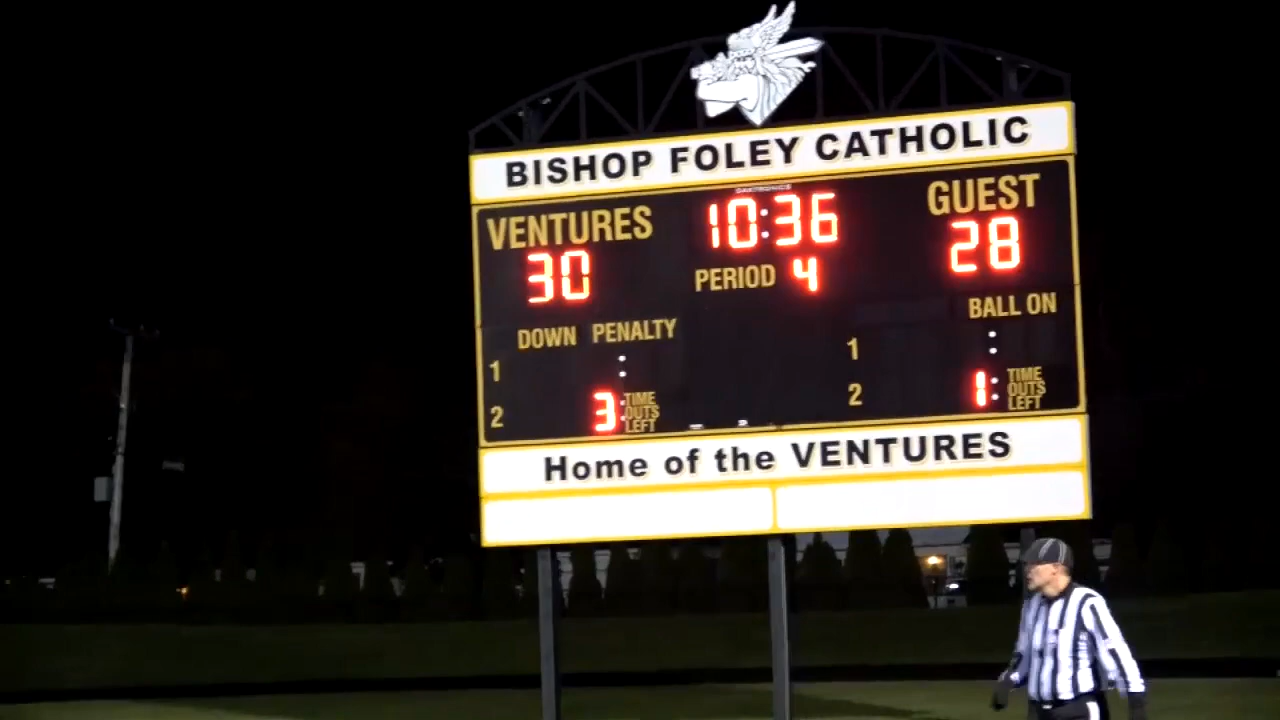 BISHOP FOLEY CATHOLIC
DAKTRONICS
VENTURES 10:36 GUEST
30 PERIOD 4 28
DOWN PENALTY BALL ON
1 : 1 :
2 3: TIME OUTS LEFT 2 1: TIME OUTS LEFT
Home of the VENTURES